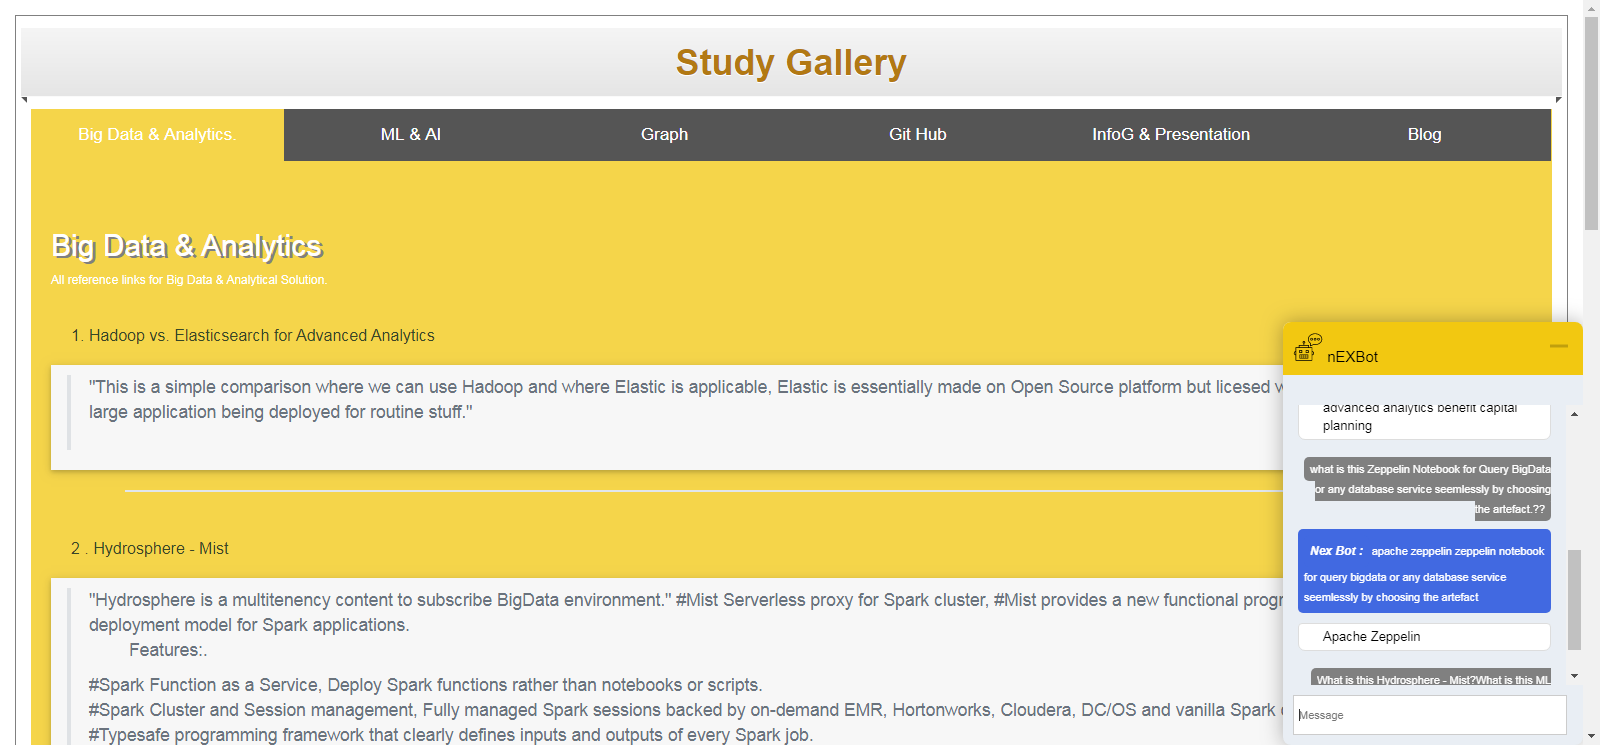 Study Gallery
Big Data & Analytics.
ML & AI
Graph
Git Hub
InfoG & Presentation
Blog
Big Data & Analytics
All reference links for Big Data & Analytical Solution.
1. Hadoop vs. Elasticsearch for Advanced Analytics
"This is a simple comparison where we can use Hadoop and where Elastic is applicable, Elastic is essentially made on Open Source platform but licesed
large application being deployed for routine stuff."
2 . Hydrosphere - Mist
"Hydrosphere is a multitenency content to subscribe BigData environment." #Mist Serverless proxy for Spark cluster, #Mist provides a new functional
deployment model for Spark applications.
Features:.
#Spark Function as a Service, Deploy Spark functions rather than notebooks or scripts.
#Spark Cluster and Session management, Fully managed Spark sessions backed by on-demand EMR, Hortonworks, Cloudera, DC/OS and vanilla Spark
#Typesafe programming framework that clearly defines inputs and outputs of every Spark job.
nEXBot
advanced analytics benefit capital
planning
what is this Zeppelin Notebook for Query BigData
or any database service seemlessly by choosing
the artefact.??
Nex Bot : apache zeppelin zeppelin notebook
for query bigdata or any database service
seemlessly by choosing the artefact
Apache Zeppelin
What is this Hydrosphere - Mist?What is this ML
Message